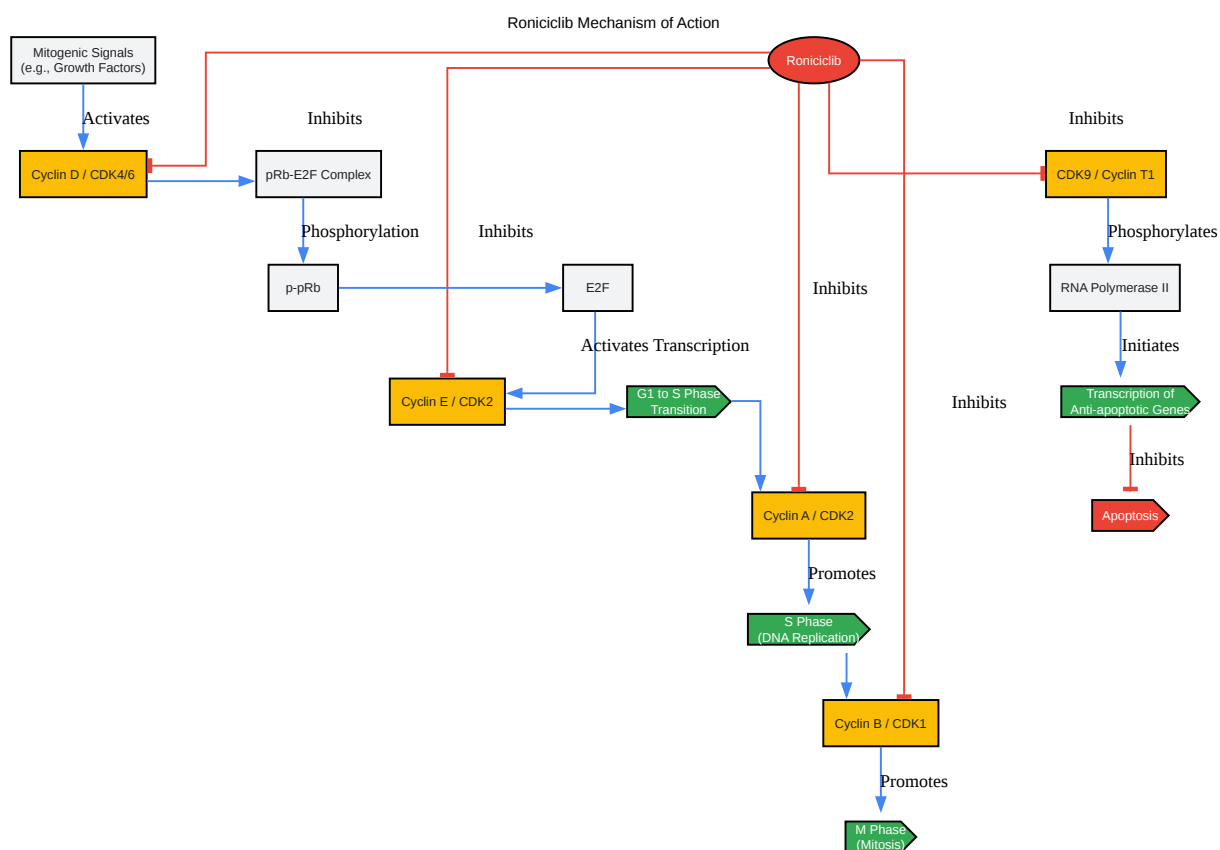 Roniciclib Mechanism of Action
Mitogenic Signals
(e.g., Growth Factors)
Roniciclib
Activates
Inhibits
Inhibits
Cyclin D / CDK4/6
pRb-E2F Complex
CDK9 / Cyclin T1
Phosphorylation
Inhibits
Phosphorylates
p-pRb
E2F
Inhibits
RNA Polymerase II
Activates Transcription
Initiates
Cyclin E / CDK2
G1 to S Phase
Transition
Inhibits
Transcription of
Anti-apoptotic Genes
Inhibits
Cyclin A / CDK2
Apoptosis
Promotes
S Phase
(DNA Replication)
Cyclin B / CDK1
Promotes
M Phase
(Mitosis)